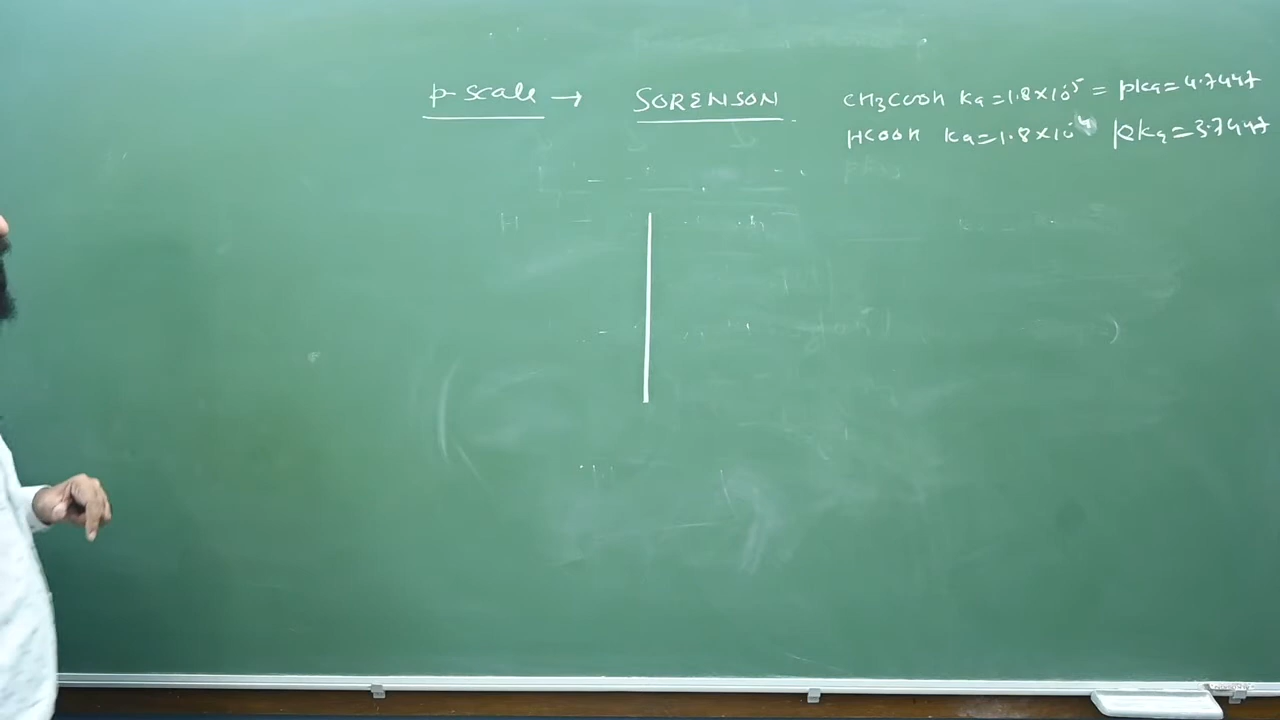 p scale → SORENSON
CH3COOH Ka = 1.8×10⁻⁵ = pKa = 4.7447
HCOOH Ka = 1.8×10⁻⁴ pKa = 3.7447